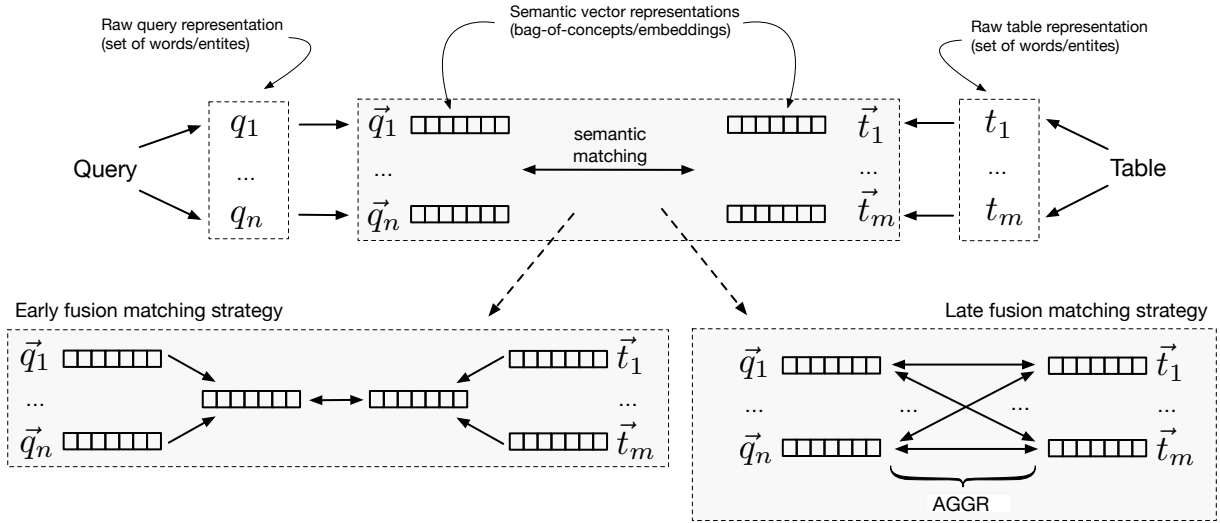 Raw query representation
(set of words/entites)
Semantic vector representations
(bag-of-concepts/embeddings)
Raw table representation
(set of words/entites)
Query
q₁
...
qₙ
q⃗₁
...
q⃗ₙ
semantic
matching
t⃗₁
...
t⃗ₘ
t₁
...
tₘ
Table
Early fusion matching strategy
q⃗₁
...
q⃗ₙ
t⃗₁
...
t⃗ₘ
Late fusion matching strategy
q⃗₁
...
q⃗ₙ
...
...
t⃗₁
...
t⃗ₘ
AGGR